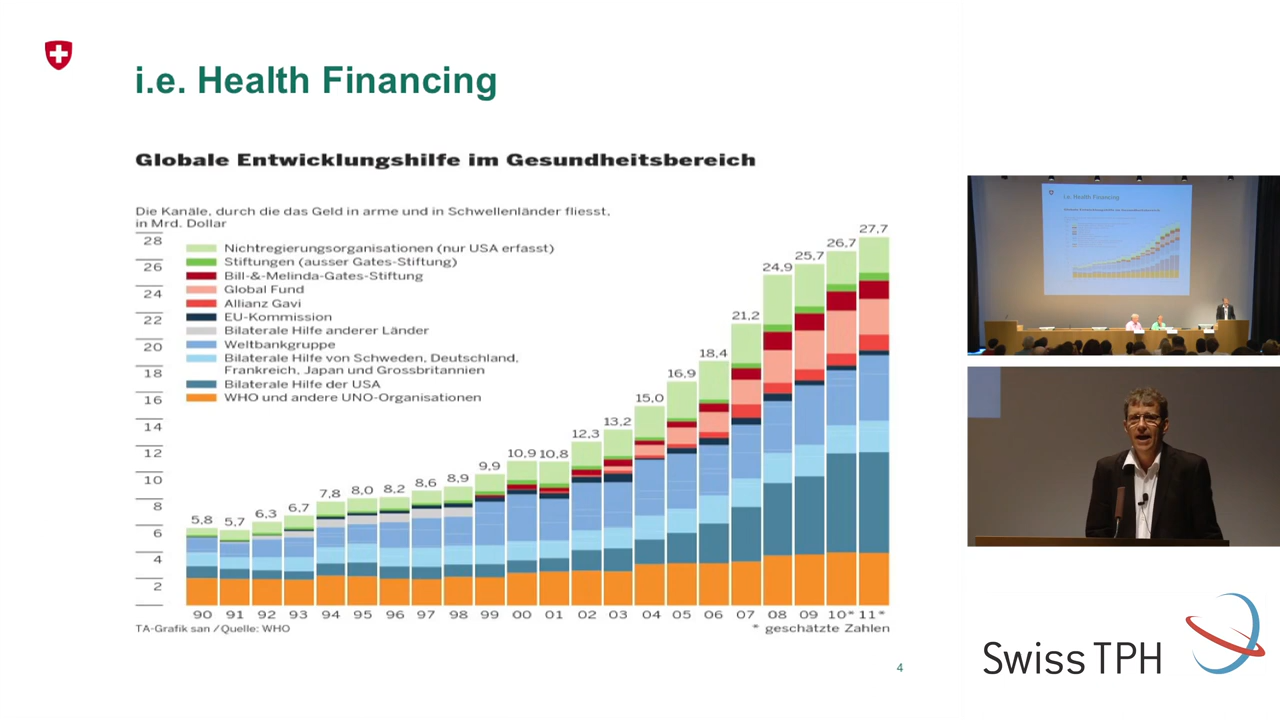 i.e. Health Financing
Globale Entwicklungshilfe im Gesundheitsbereich
Die Kanäle, durch die das Geld in arme und in Schwellenländer fliesst,
in Mrd. Dollar
28
26
24
22
20
18
16
14
12
10
8
6
4
2
Nichtregierungsorganisationen (nur USA erfasst)
Stiftungen (ausser Gates-Stiftung)
Bill-&-Melinda-Gates-Stiftung
Global Fund
Allianz Gavi
EU-Kommission
Bilaterale Hilfe anderer Länder
Weltbankgruppe
Bilaterale Hilfe von Schweden, Deutschland,
Frankreich, Japan und Grossbritannien
Bilaterale Hilfe der USA
WHO und andere UNO-Organisationen
5,8 5,7 6,3 6,7 7,8 8,0 8,2 8,6 8,9 9,9 10,9 10,8 12,3 13,2 15,0 16,9 18,4 21,2 24,9 25,7 26,7 27,7
90 91 92 93 94 95 96 97 98 99 00 01 02 03 04 05 06 07 08 09 10* 11*
TA-Grafik san / Quelle: WHO
* geschätzte Zahlen
4
i.e. Health Financing
Swiss TPH